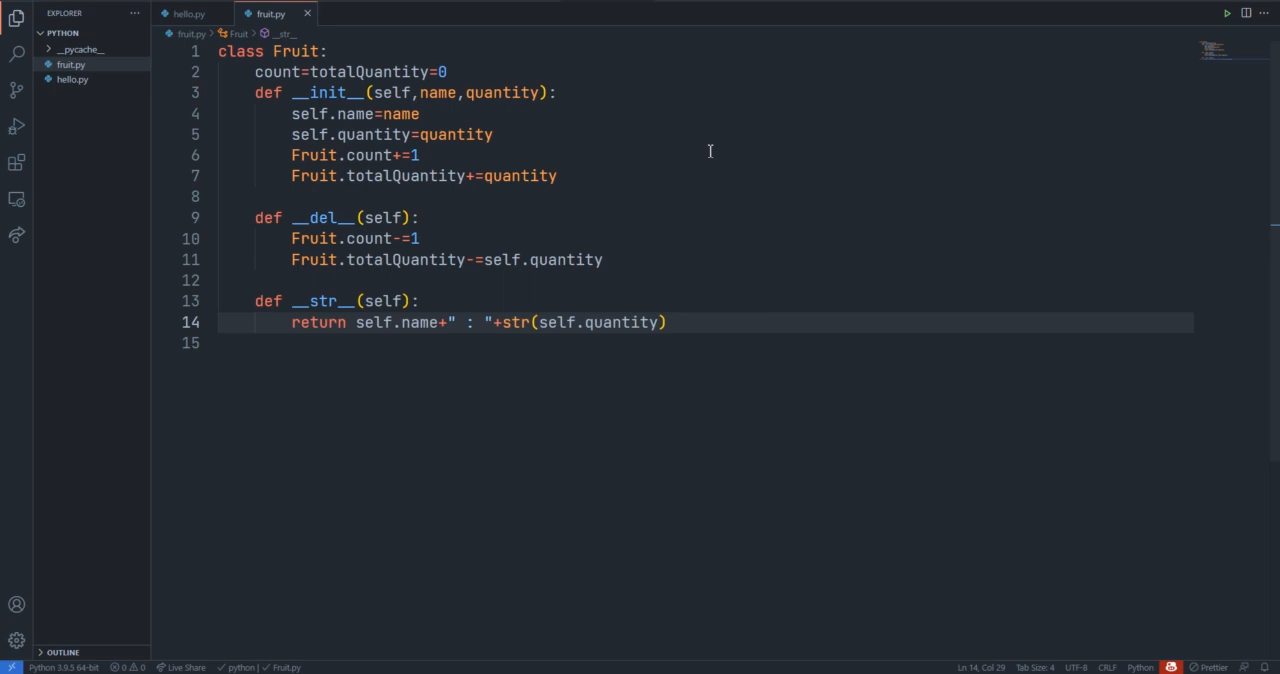 EXPLORER
PYTHON
__pycache__
fruit.py
hello.py
OUTLINE
hello.py
fruit.py
fruit.py > Fruit > __str__
1 class Fruit:
2     count=totalQuantity=0
3     def __init__(self,name,quantity):
4         self.name=name
5         self.quantity=quantity
6         Fruit.count+=1
7         Fruit.totalQuantity+=quantity
8
9     def __del__(self):
10         Fruit.count-=1
11         Fruit.totalQuantity-=self.quantity
12
13     def __str__(self):
14         return self.name+" : "+str(self.quantity)
15
Python 3.9.5 64-bit 0 0 Live Share python | Fruit.py Ln 14, Col 29 Tab Size: 4 UTF-8 CRLF Python Prettier